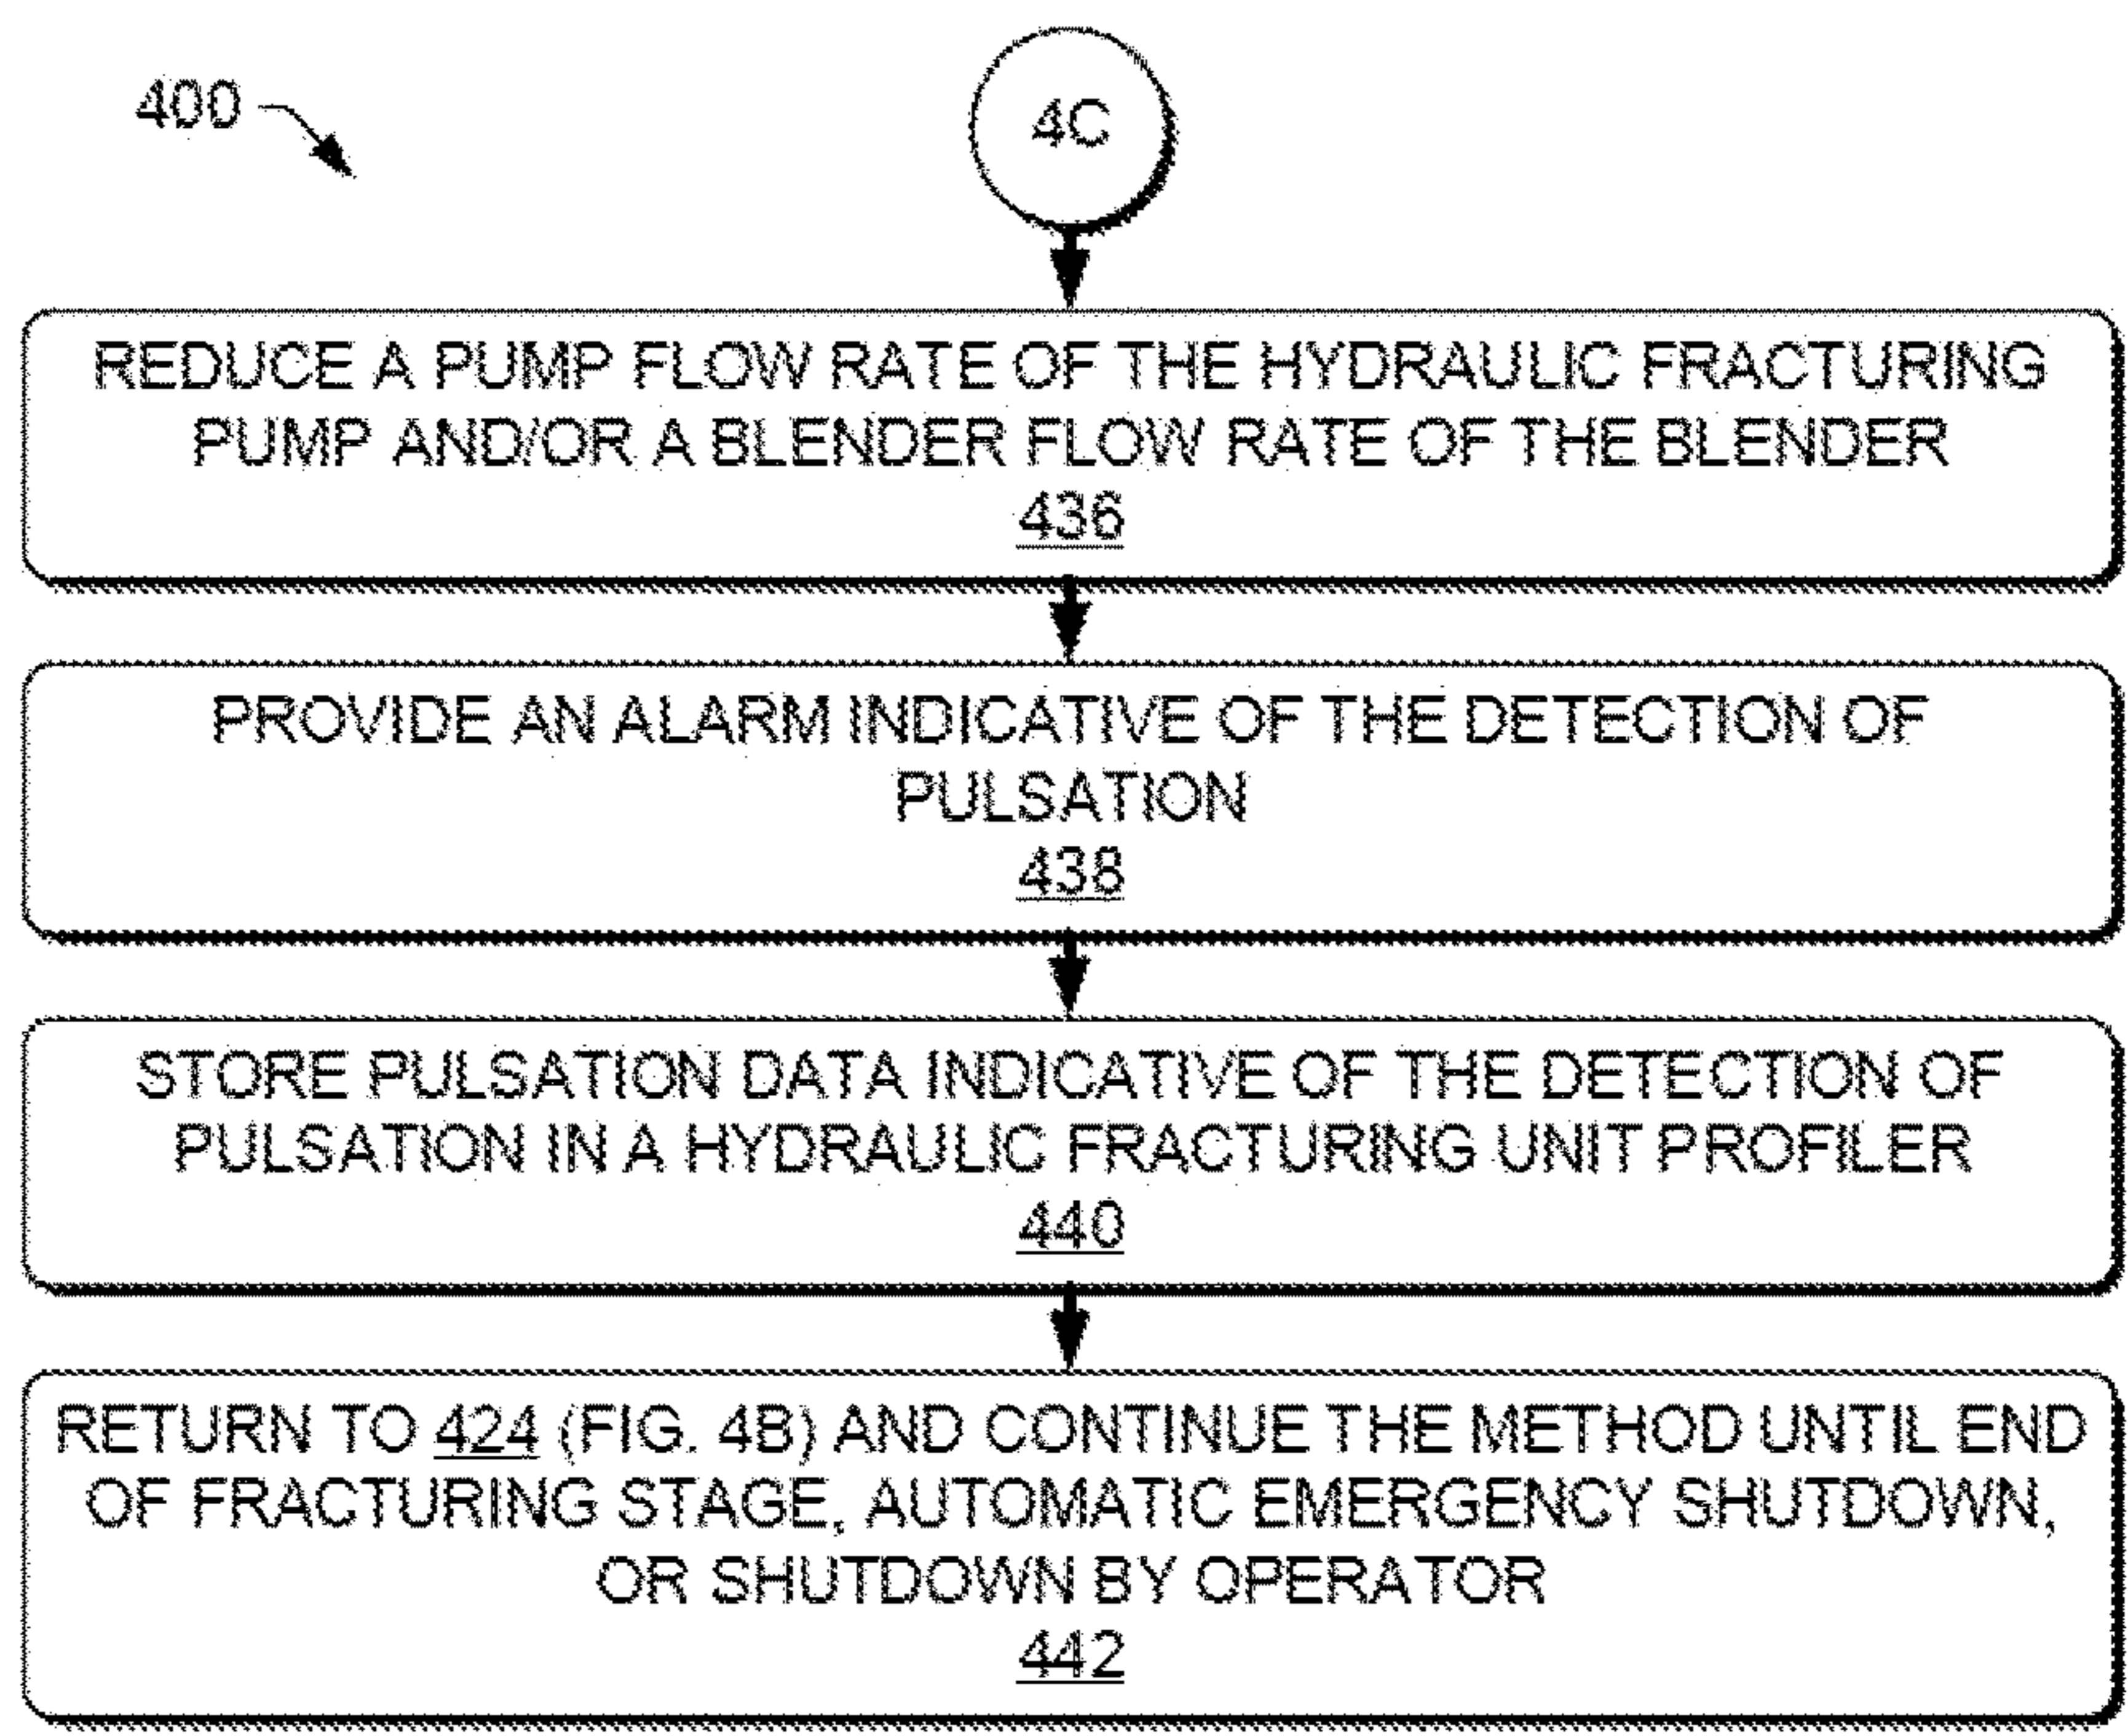 400
4C
REDUCE A PUMP FLOW RATE OF THE HYDRAULIC FRACTURING
PUMP AND/OR A BLENDER FLOW RATE OF THE BLENDER
436
PROVIDE AN ALARM INDICATIVE OF THE DETECTION OF
PULSATION
438
STORE PULSATION DATA INDICATIVE OF THE DETECTION OF
PULSATION IN A HYDRAULIC FRACTURING UNIT PROFILER
440
RETURN TO 424 (FIG. 4B) AND CONTINUE THE METHOD UNTIL END
OF FRACTURING STAGE, AUTOMATIC EMERGENCY SHUTDOWN,
OR SHUTDOWN BY OPERATOR
442